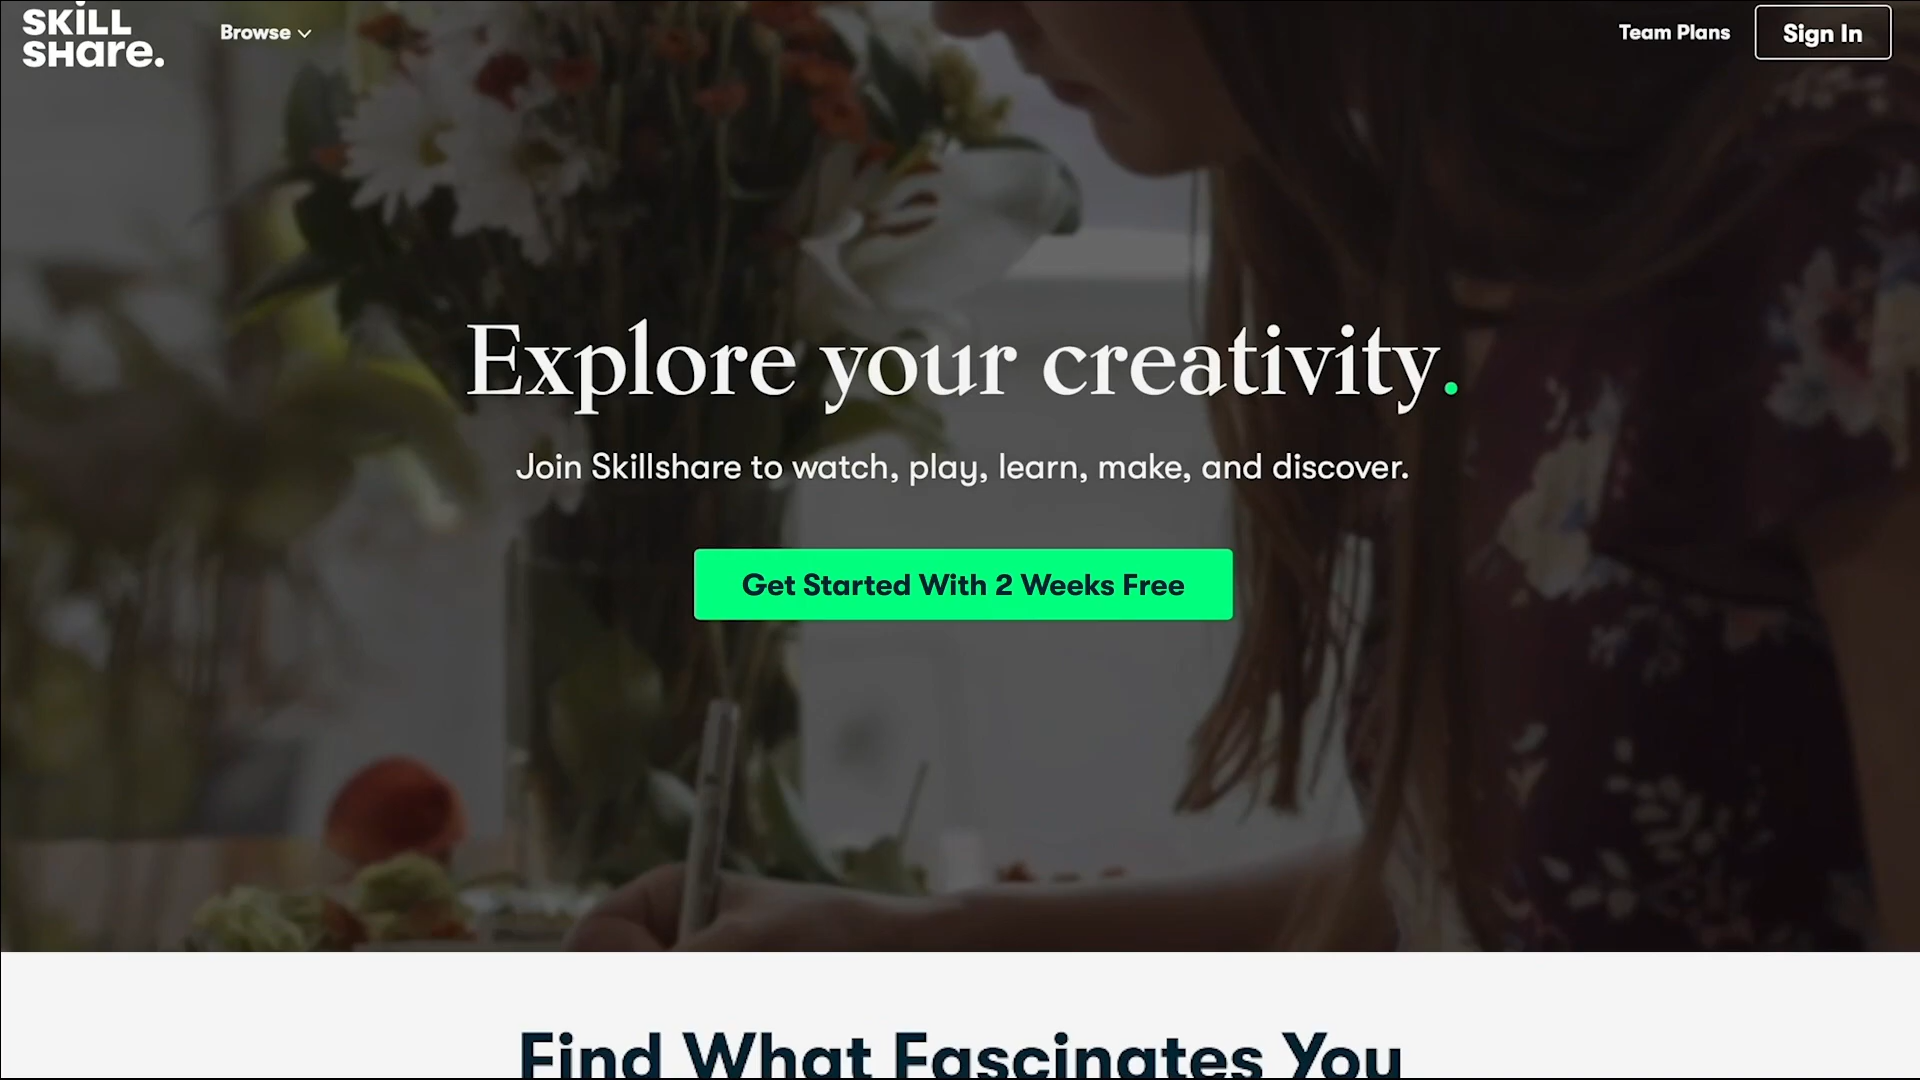 SKILL
SHARE.
Browse
Team Plans
Sign In
Explore your creativity.
Join Skillshare to watch, play, learn, make, and discover.
Get Started With 2 Weeks Free
Find What Fascinates You